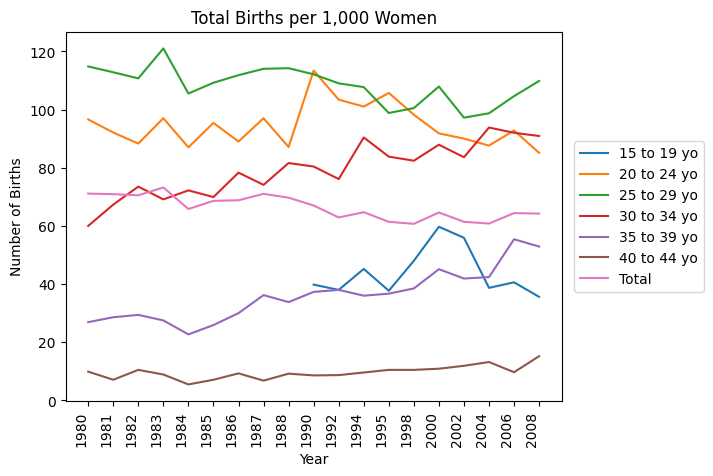 Total Births per 1,000 Women
Number of Births
120
100
80
60
40
20
0
1980
1981
1982
1983
1984
1985
1986
1987
1988
1990
1992
1994
1995
1998
2000
2002
2004
2006
2008
Year
15 to 19 yo
20 to 24 yo
25 to 29 yo
30 to 34 yo
35 to 39 yo
40 to 44 yo
Total